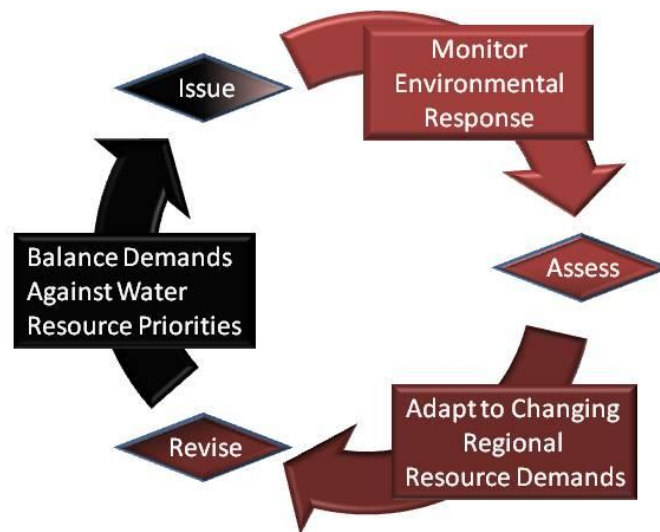 Issue
Monitor
Environmental
Response
Assess
Adapt to Changing
Regional
Resource Demands
Revise
Balance Demands
Against Water
Resource Priorities